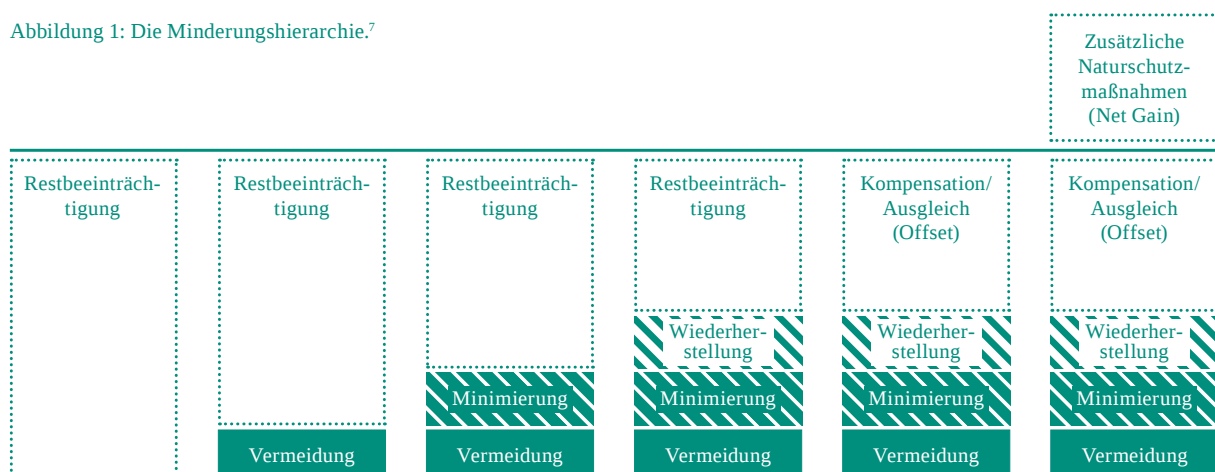 Abbildung 1: Die Minderungshierarchie.⁷
Zusätzliche
Naturschutz-
maßnahmen
(Net Gain)
Restbeeinträch-
tigung
Restbeeinträch-
tigung
Vermeidung
Restbeeinträch-
tigung
Minimierung
Vermeidung
Restbeeinträch-
tigung
Wiederher-
stellung
Minimierung
Vermeidung
Kompensation/
Ausgleich
(Offset)
Wiederher-
stellung
Minimierung
Vermeidung
Kompensation/
Ausgleich
(Offset)
Wiederher-
stellung
Minimierung
Vermeidung